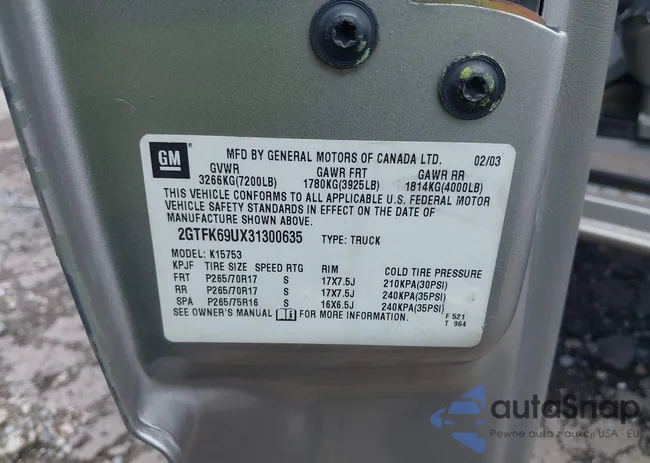 GM MFD BY GENERAL MOTORS OF CANADA LTD. 02/03
GVWR GAWR FRT GAWR RR
3266KG(7200LB) 1780KG(3925LB) 1814KG(4000LB)
THIS VEHICLE CONFORMS TO ALL APPLICABLE U.S. FEDERAL MOTOR
VEHICLE SAFETY STANDARDS IN EFFECT ON THE DATE OF
MANUFACTURE SHOWN ABOVE.
2GTFK69UX31300635 TYPE: TRUCK
MODEL: K15753
KPJF TIRE SIZE SPEED RTG RIM COLD TIRE PRESSURE
FRT P265/70R17 S 17X7.5J 210KPA(30PSI)
RR P265/70R17 S 17X7.5J 240KPA(35PSI)
SPA P265/75R16 S 16X6.5J 240KPA(35PSI)
SEE OWNER'S MANUAL FOR MORE INFORMATION. F 521
T 964
autoSnap
Pewne auto z aukcji USA i EU